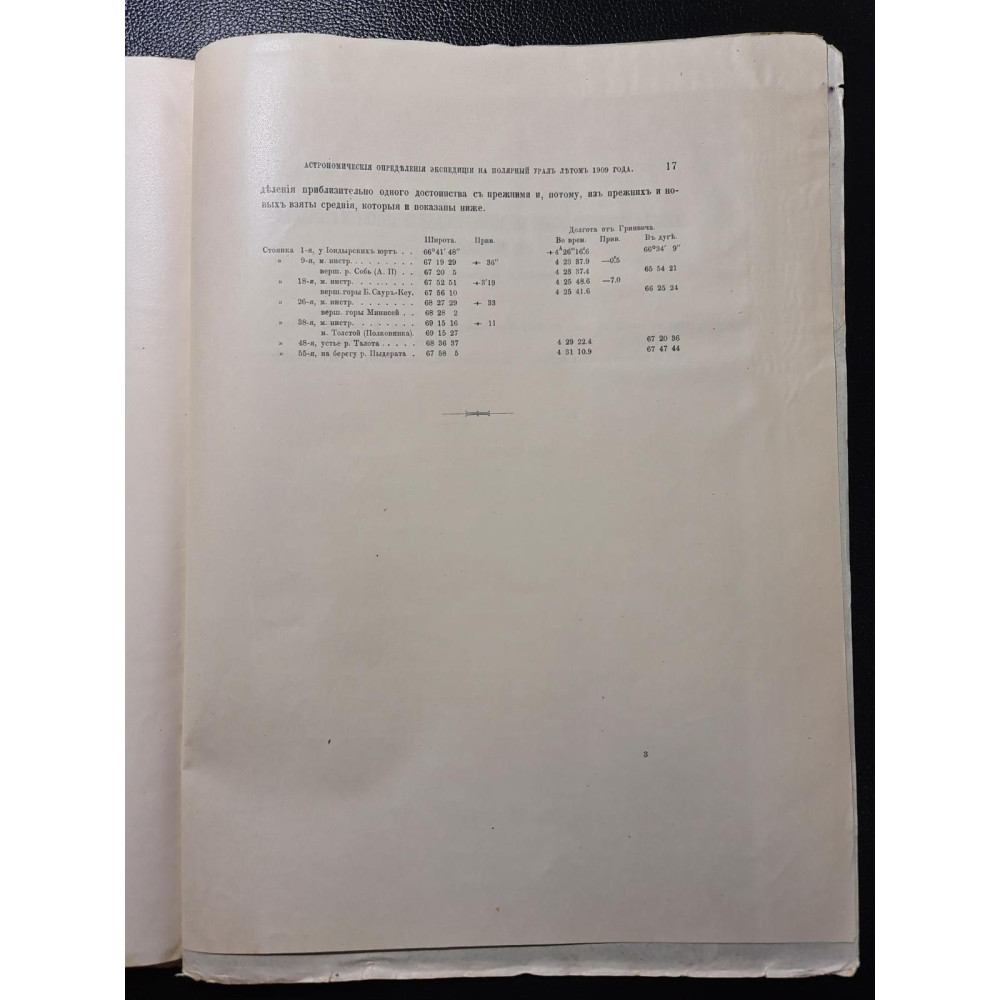 АСТРОНОМИЧЕСКІЯ ОПРЕДѢЛЕНІЯ ЭКСПЕДИЦІИ НА ПОЛЯРНЫЙ УРАЛЪ ЛѢТОМЪ 1909 ГОДА. 17
дѣленія приблизительно одного достоинства съ прежними и, потому, изъ прежнихъ и но-
выхъ взяты среднія, которыя и показаны ниже.
Долгота отъ Гринвича.
Широта. Прив. Во врем. Прив. Въ дугѣ.
Стоянка 1-я, у Іондырскихъ юртъ . . 66°41′ 48″ +4ʰ26ᵐ16ˢ.6 66°34′ 9″
» 9-я, м. инстр. . . . . . . . 67 19 29 + 36″ 4 23 37.9 —0ˢ.5
верш. р. Собь (А. П) . . 67 20 5 4 23 37.4 65 54 21
» 18-я, м. инстр. . . . . . . . 67 52 51 +3′19 4 25 48.6 —7.0
верш. горы Б. Сауръ-Кеу. 67 56 10 4 25 41.6 66 25 24
» 26-я, м. инстр. . . . . . . . 68 27 29 + 33
верш. горы Минисей . . 68 28 2
» 38-я, м. инстр. . . . . . . . 69 15 16 + 11
м. Толстой (Полковянка). 69 15 27
» 48-я, устье р. Талота . . . . . 68 36 37 4 29 22.4 67 20 36
» 55-я, на берегу р. Пыдерата . 67 58 5 4 31 10.9 67 47 44
3